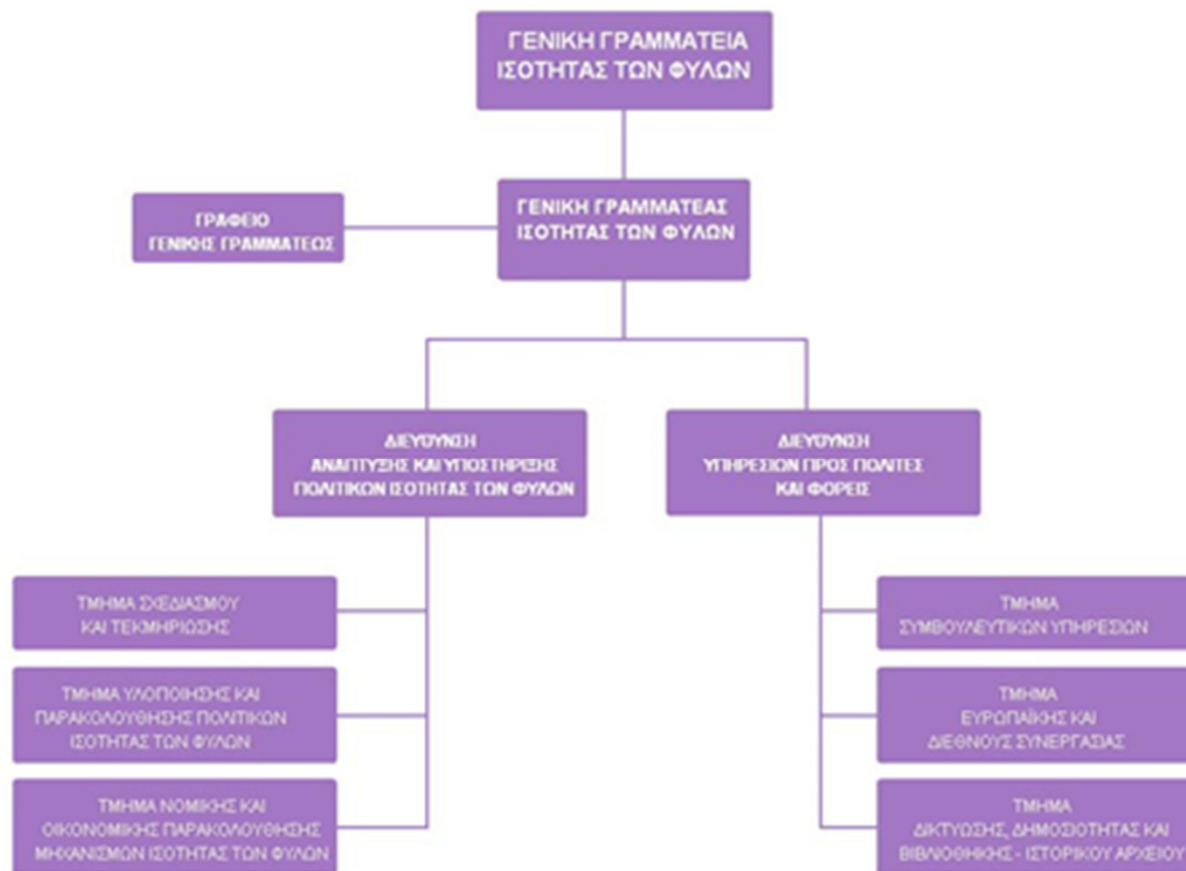 ΓΕΝΙΚΗ ΓΡΑΜΜΑΤΕΙΑ
ΙΣΟΤΗΤΑΣ ΤΩΝ ΦΥΛΩΝ
ΓΕΝΙΚΗ ΓΡΑΜΜΑΤΕΑΣ
ΙΣΟΤΗΤΑΣ ΤΩΝ ΦΥΛΩΝ
ΓΡΑΦΕΙΟ
ΓΕΝΙΚΗΣ ΓΡΑΜΜΑΤΕΩΣ
ΔΙΕΥΘΥΝΣΗ
ΑΝΑΠΤΥΞΗΣ ΚΑΙ ΥΠΟΣΤΗΡΙΞΗΣ
ΠΟΛΙΤΙΚΩΝ ΙΣΟΤΗΤΑΣ ΤΩΝ ΦΥΛΩΝ
ΔΙΕΥΘΥΝΣΗ
ΥΠΗΡΕΣΙΩΝ ΠΡΟΣ ΠΟΛΙΤΕΣ
ΚΑΙ ΦΟΡΕΙΣ
ΤΜΗΜΑ ΣΧΕΔΙΑΣΜΟΥ
ΚΑΙ ΤΕΚΜΗΡΙΩΣΗΣ
ΤΜΗΜΑ ΥΛΟΠΟΙΗΣΗΣ ΚΑΙ
ΠΑΡΑΚΟΛΟΥΘΗΣΗΣ ΠΟΛΙΤΙΚΩΝ
ΙΣΟΤΗΤΑΣ ΤΩΝ ΦΥΛΩΝ
ΤΜΗΜΑ ΝΟΜΙΚΗΣ ΚΑΙ
ΟΙΚΟΝΟΜΙΚΗΣ ΠΑΡΑΚΟΛΟΥΘΗΣΗΣ
ΜΗΧΑΝΙΣΜΩΝ ΙΣΟΤΗΤΑΣ ΤΩΝ ΦΥΛΩΝ
ΤΜΗΜΑ
ΣΥΜΒΟΥΛΕΥΤΙΚΩΝ ΥΠΗΡΕΣΙΩΝ
ΤΜΗΜΑ
ΕΥΡΩΠΑΪΚΗΣ ΚΑΙ
ΔΙΕΘΝΟΥΣ ΣΥΝΕΡΓΑΣΙΑΣ
ΤΜΗΜΑ
ΔΙΚΤΥΩΣΗΣ, ΔΗΜΟΣΙΟΤΗΤΑΣ ΚΑΙ
ΒΙΒΛΙΟΘΗΚΗΣ - ΙΣΤΟΡΙΚΟΥ ΑΡΧΕΙΟΥ